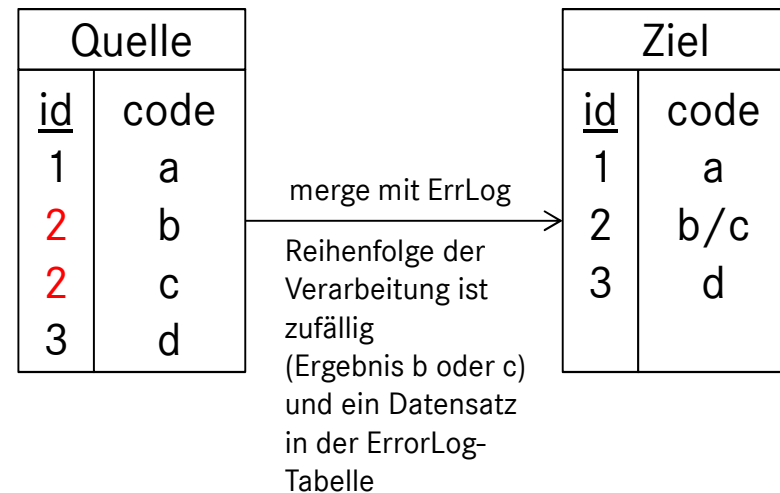 Quelle
id code
1 a
2 b
2 c
3 d
merge mit ErrLog
Reihenfolge der
Verarbeitung ist
zufällig
(Ergebnis b oder c)
und ein Datensatz
in der ErrorLog-
Tabelle
Ziel
id code
1 a
2 b/c
3 d